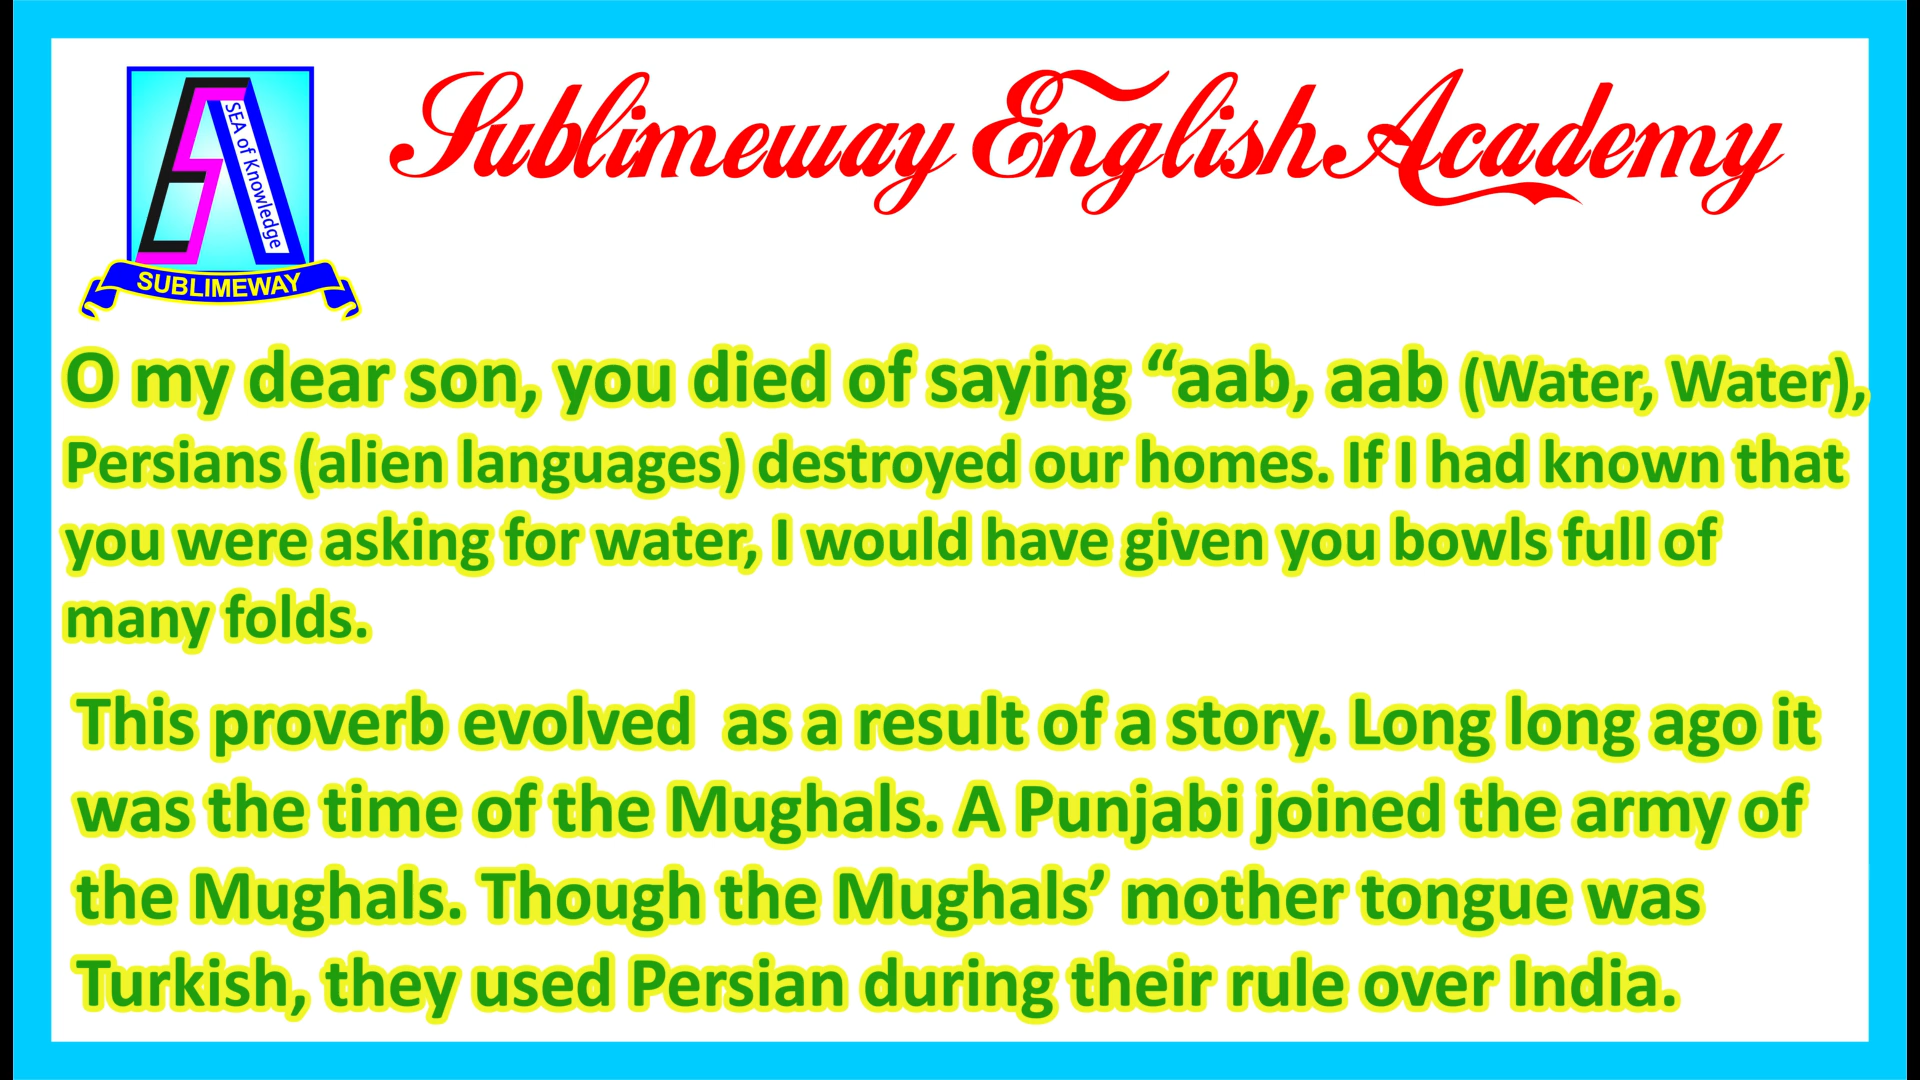 SEA of Knowledge
SUBLIMEWAY
Sublimeway English Academy
O my dear son, you died of saying “aab, aab (Water, Water),
Persians (alien languages) destroyed our homes. If I had known that
you were asking for water, I would have given you bowls full of
many folds.
This proverb evolved as a result of a story. Long long ago it
was the time of the Mughals. A Punjabi joined the army of
the Mughals. Though the Mughals’ mother tongue was
Turkish, they used Persian during their rule over India.